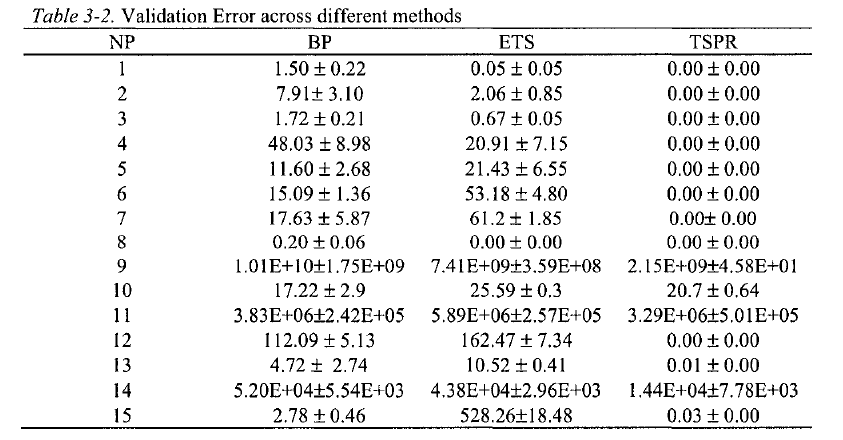 Table 3-2. Validation Error across different methods
NP BP ETS TSPR
1 1.50 ± 0.22 0.05 ± 0.05 0.00 ± 0.00
2 7.91± 3.10 2.06 ± 0.85 0.00 ± 0.00
3 1.72 ± 0.21 0.67 ± 0.05 0.00 ± 0.00
4 48.03 ± 8.98 20.91 ± 7.15 0.00 ± 0.00
5 11.60 ± 2.68 21.43 ± 6.55 0.00 ± 0.00
6 15.09 ± 1.36 53.18 ± 4.80 0.00 ± 0.00
7 17.63 ± 5.87 61.2 ± 1.85 0.00± 0.00
8 0.20 ± 0.06 0.00 ± 0.00 0.00 ± 0.00
9 1.01E+10±1.75E+09 7.41E+09±3.59E+08 2.15E+09±4.58E+01
10 17.22 ± 2.9 25.59 ± 0.3 20.7 ± 0.64
11 3.83E+06±2.42E+05 5.89E+06±2.57E+05 3.29E+06±5.01E+05
12 112.09 ± 5.13 162.47 ± 7.34 0.00 ± 0.00
13 4.72 ± 2.74 10.52 ± 0.41 0.01 ± 0.00
14 5.20E+04±5.54E+03 4.38E+04±2.96E+03 1.44E+04±7.78E+03
15 2.78 ± 0.46 528.26±18.48 0.03 ± 0.00